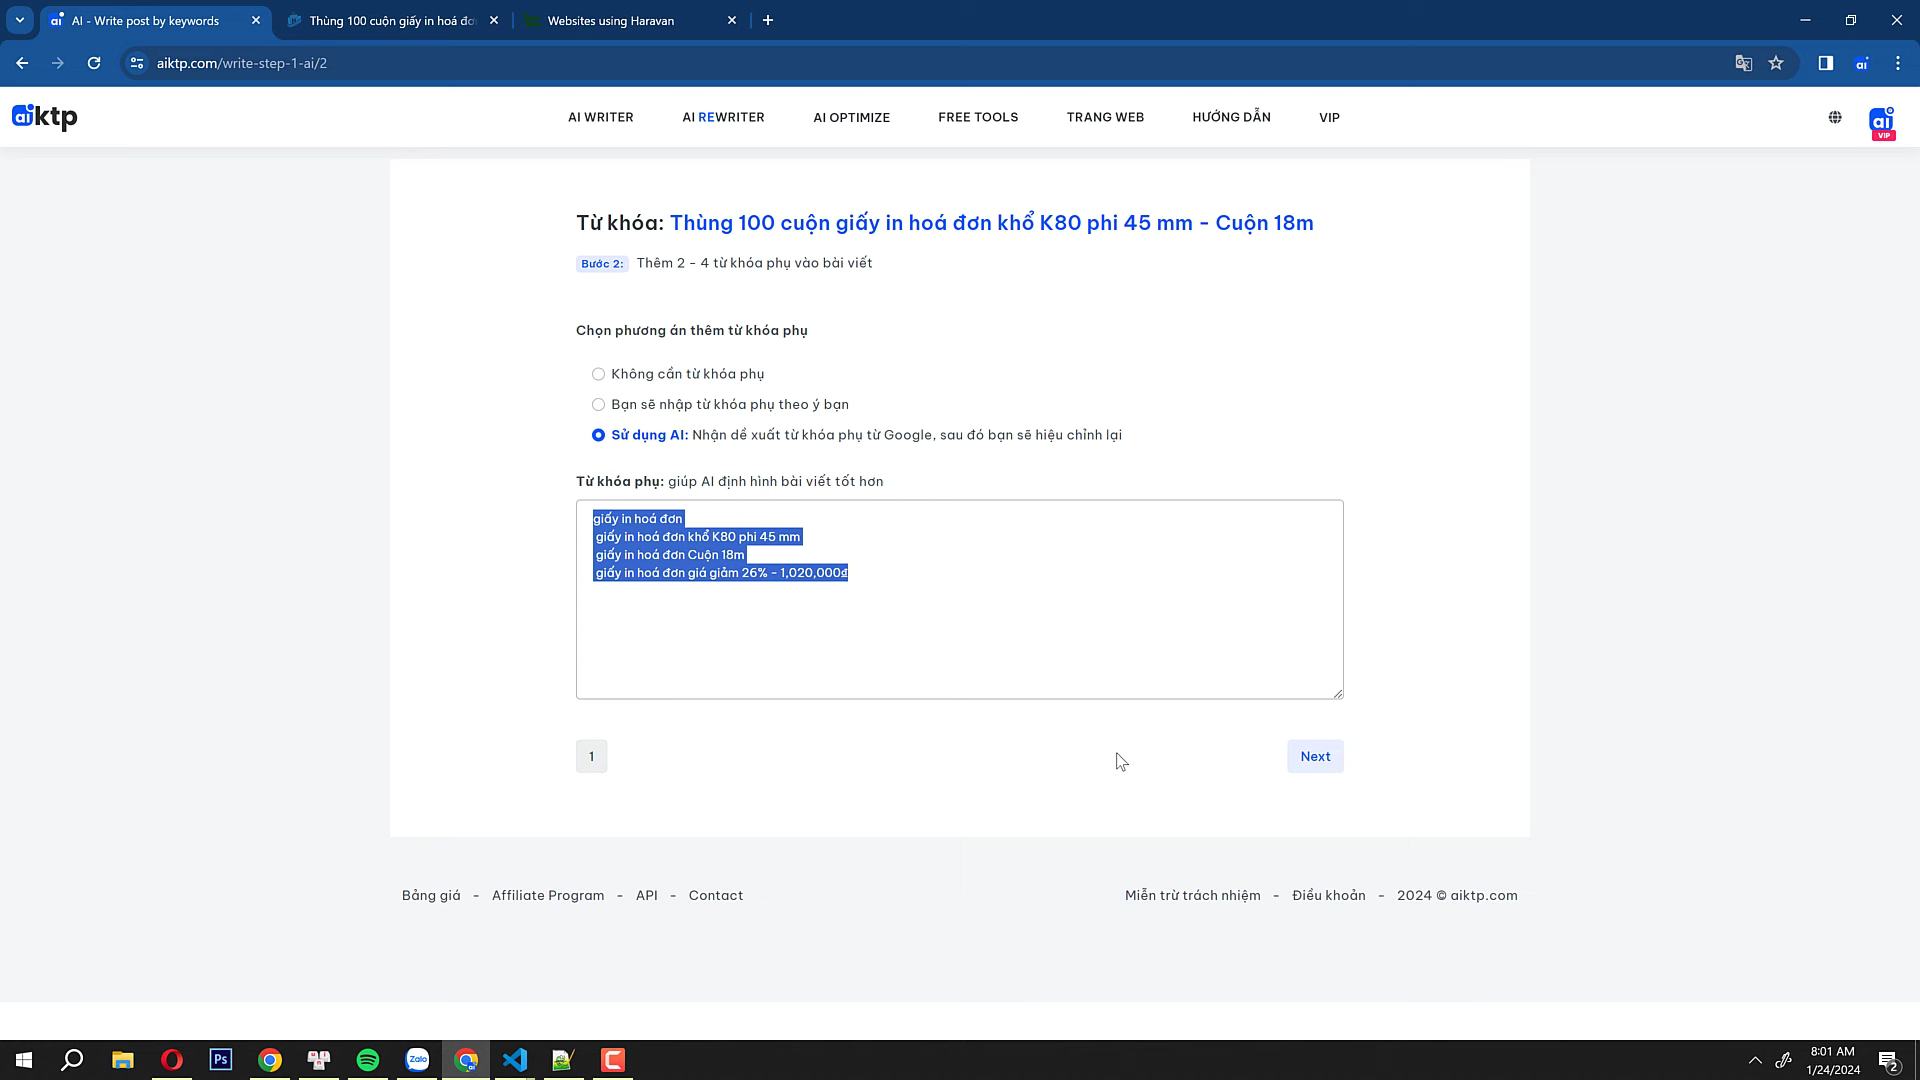 AI - Write post by keywords
Thùng 100 cuộn giấy in hoá đơ
Websites using Haravan
aiktp.com/write-step-1-ai/2
aiktp
AI WRITER
AI REWRITER
AI OPTIMIZE
FREE TOOLS
TRANG WEB
HƯỚNG DẪN
VIP
ai
VIP
Từ khóa: Thùng 100 cuộn giấy in hoá đơn khổ K80 phi 45 mm - Cuộn 18m
Bước 2: Thêm 2 - 4 từ khóa phụ vào bài viết
Chọn phương án thêm từ khóa phụ
Không cần từ khóa phụ
Bạn sẽ nhập từ khóa phụ theo ý bạn
Sử dụng AI: Nhận dề xuất từ khóa phụ từ Google, sau đó bạn sẽ hiệu chỉnh lại
Từ khóa phụ: giúp AI định hình bài viết tốt hơn
giấy in hoá đơn
giấy in hoá đơn khổ K80 phi 45 mm
giấy in hoá đơn Cuộn 18m
giấy in hoá đơn giá giảm 26% - 1,020,000₫
1
Next
Bảng giá - Affiliate Program - API - Contact
Miễn trừ trách nhiệm - Điều khoản - 2024 © aiktp.com
Ps
Zalo
8:01 AM
1/24/2024
2